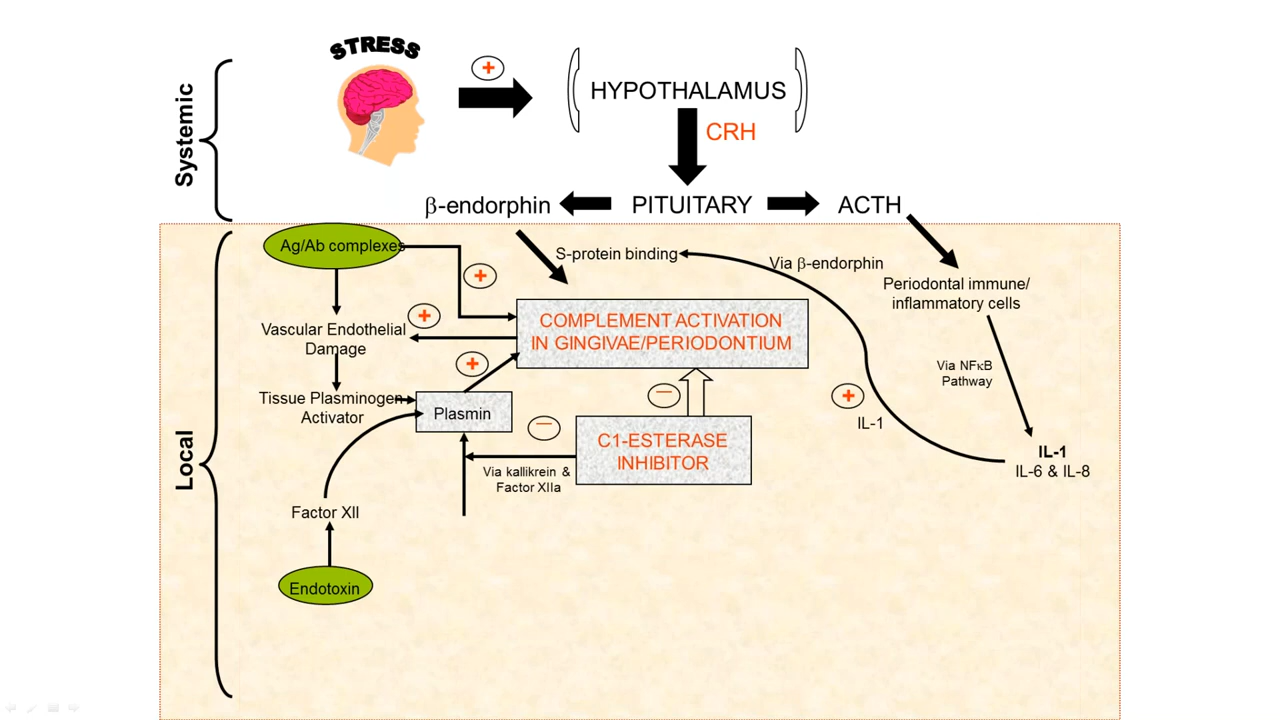 STRESS
+
HYPOTHALAMUS
CRH
Systemic
β-endorphin
PITUITARY
ACTH
Ag/Ab complexes
+
S-protein binding
Via β-endorphin
Periodontal immune/
inflammatory cells
Vascular Endothelial
Damage
+
COMPLEMENT ACTIVATION
IN GINGIVAE/PERIODONTIUM
+
Via NFκB
Pathway
Tissue Plasminogen
Activator
Plasmin
–
–
+
IL-1
C1-ESTERASE
INHIBITOR
Local
Via kallikrein &
Factor XIIa
IL-1
IL-6 & IL-8
Factor XII
Endotoxin